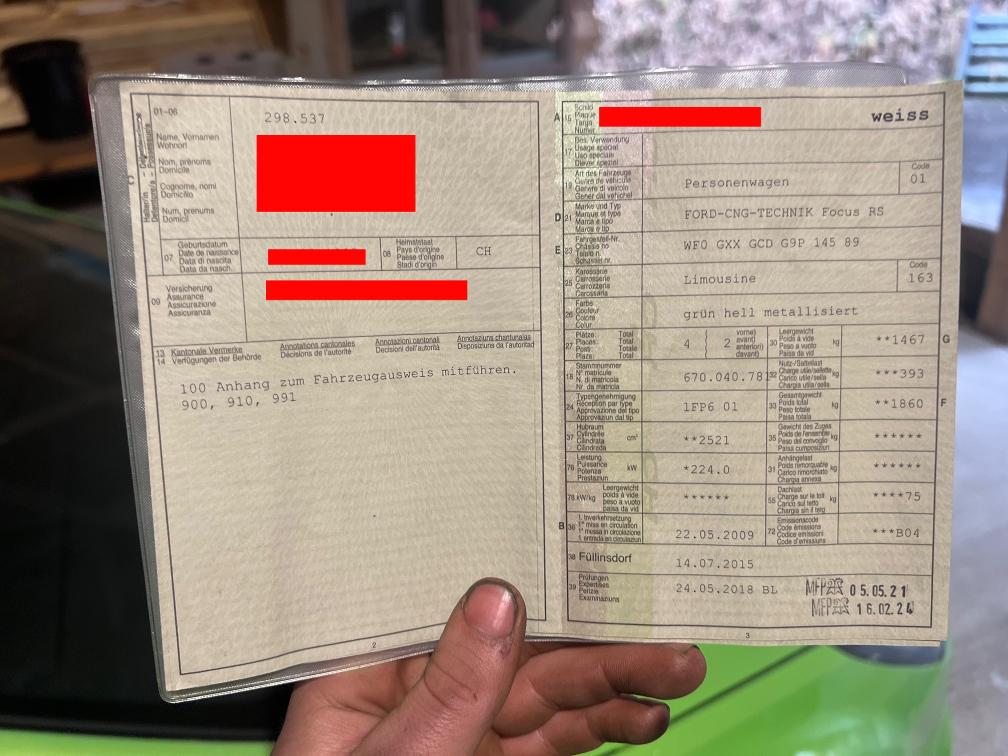 01-06
298.537
Name, Vornamen
Wohnort
Nom, prénoms
Domicile
Cognome, nomi
Domicilio
Num, prenums
Domicil
07
Geburtsdatum
Date de naissance
Data di nascita
Data da nasch.
08
Heimatstaat
Pays d'origine
Paese d'origine
Stadi d'origin
CH
09
Versicherung
Assurance
Assicurazione
Assicuranza
13 Kantonale Vermerke
14 Verfügungen der Behörde
Annotations cantonales
Décisions de l'autorité
Annotazioni cantonali
Decisioni dell'autorità
Annotaziuns chantunalas
Disposiziuns da l'autoritad
100 Anhang zum Fahrzeugausweis mitführen.
900, 910, 991
2
A 15
Schild
Plaque
Targa
Numer
weiss
17
Bes. Verwendung
Usage spécial
Uso speciale
Diever spezial
19
Art des Fahrzeugs
Genre de véhicule
Genere di veicolo
Gener dal vehichel
Personenwagen
Code
01
D 21
Marke und Typ
Marque et type
Marca e tipo
Marca e tip
FORD-CNG-TECHNIK Focus RS
E 23
Fahrgestell-Nr.
Châssis no
Telaio n.
Schassis nr.
WF0 GXX GCD G9P 145 89
25
Karosserie
Carrosserie
Carrozzeria
Carossaria
Limousine
Code
163
26
Farbe
Couleur
Colore
Colur
grün hell metallisiert
27
Plätze: Total
Places: Total
Posti: Totale
Plazs: Total
4 { 2
vorne)
avant)
anteriori)
davant)
30
Leergewicht
Poids à vide
Peso a vuoto
Paisa da vid
kg
**1467
G
18
Stammnummer
N° matricule
N. di matricola
Nr. da matricla
670.040.781
32
Nutz-/Sattellast
Charge utile/sellette
Carico utile/sella
Chargia utila/sella
kg
***393
24
Typengenehmigung
Réception par type
Approvazione del tipo
Approvaziun dal tip
1FP6 01
33
Gesamtgewicht
Poids total
Peso totale
Paisa totala
kg
**1860
F
37
Hubraum
Cylindrée
Cilindrata
Cilindrada
cm³
**2521
35
Gewicht des Zuges
Poids de l'ensemble
Peso del convoglio
Paisa cumposiziun
kg
******
76
Leistung
Puissance
Potenza
Prestaziun
kW
*224.0
31
Anhängelast
Poids remorquable
Carico rimorchiato
Chargia annexa
kg
******
78 kW/kg
Leergewicht
poids à vide
peso a vuoto
paisa da vid
******
55
Dachlast
Charge sur le toit
Carico sul tetto
Chargia sin il tetg
kg
****75
B 36
1. Inverkehrsetzung
1re mise en circulation
1a messa in circolazione
1. entrada en circulaziun
22.05.2009
72
Emissionscode
Code émissions
Codice emissioni
Code d'emissiuns
***B04
38 Füllinsdorf
14.07.2015
39
Prüfungen
Expertises
Perizie
Examinaziuns
24.05.2018 BL
MFP 05.05.21
MFP 16.02.24
3